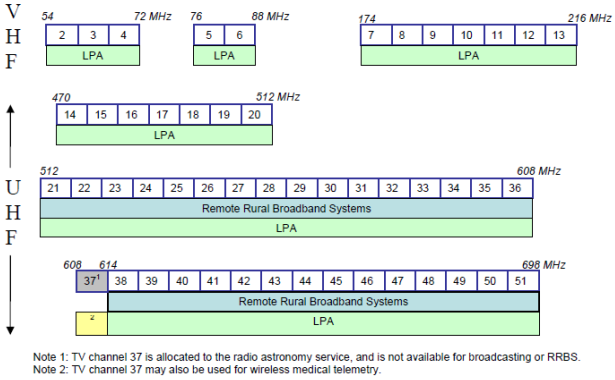 VHF
54 72 MHz 76 88 MHz 174 216 MHz
2 3 4 5 6 7 8 9 10 11 12 13
LPA LPA LPA
470 512 MHz
14 15 16 17 18 19 20
LPA
UHF
512 608 MHz
21 22 23 24 25 26 27 28 29 30 31 32 33 34 35 36
Remote Rural Broadband Systems
LPA
608 614 698 MHz
37¹ 38 39 40 41 42 43 44 45 46 47 48 49 50 51
Remote Rural Broadband Systems
² LPA
Note 1: TV channel 37 is allocated to the radio astronomy service, and is not available for broadcasting or RRBS.
Note 2: TV channel 37 may also be used for wireless medical telemetry.